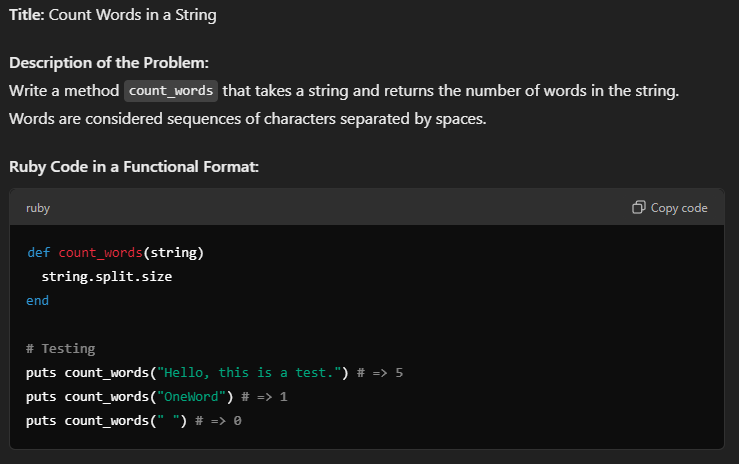 Title: Count Words in a String
Description of the Problem:
Write a method count_words that takes a string and returns the number of words in the string.
Words are considered sequences of characters separated by spaces.
Ruby Code in a Functional Format:
ruby
Copy code
def count_words(string)
  string.split.size
end
# Testing
puts count_words("Hello, this is a test.") # => 5
puts count_words("OneWord") # => 1
puts count_words(" ") # => 0